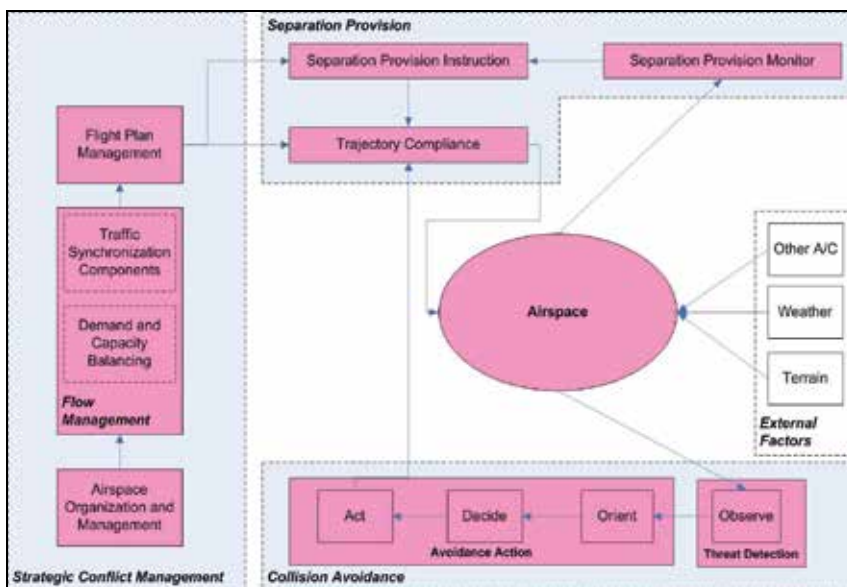 Separation Provision
Separation Provision Instruction
Separation Provision Monitor
Flight Plan
Management
Trajectory Compliance
Traffic
Synchronization
Components
Demand and
Capacity
Balancing
Flow
Management
Airspace
Organization and
Management
Strategic Conflict Management
Airspace
Other A/C
Weather
Terrain
External
Factors
Act
Decide
Orient
Observe
Avoidance Action
Threat Detection
Collision Avoidance